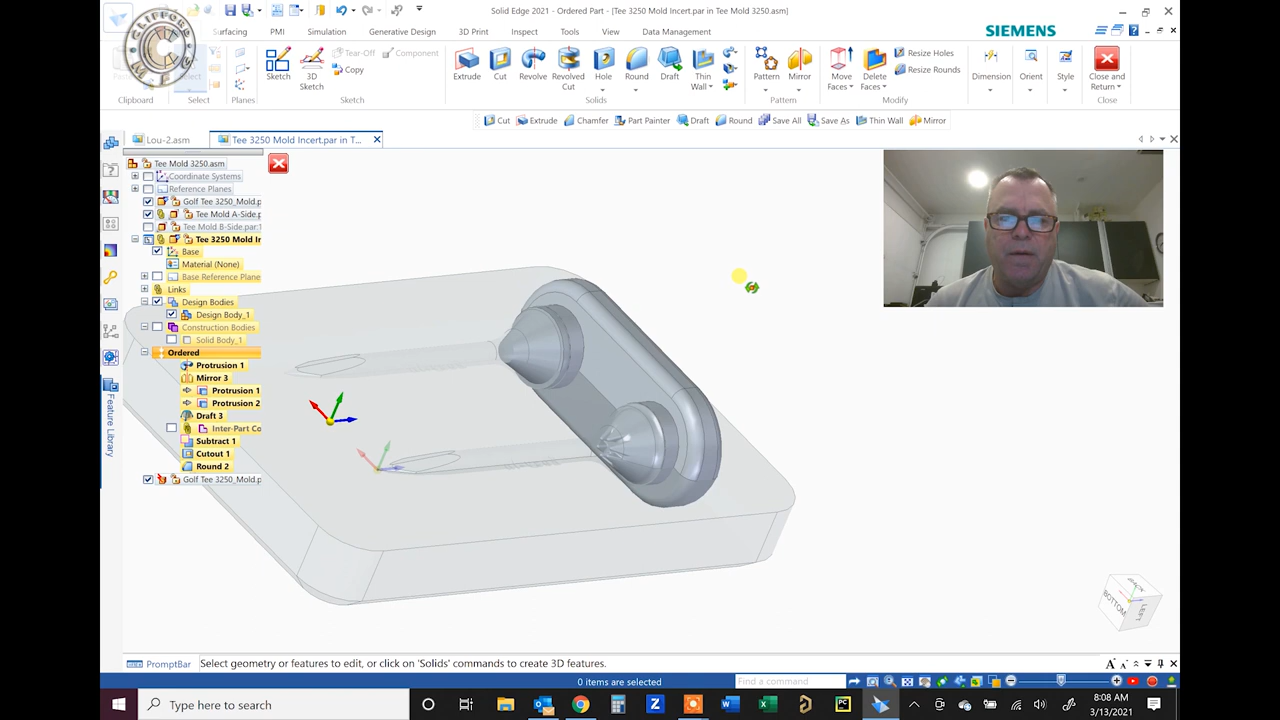 Solid Edge 2021 - Ordered Part - [Tee 3250 Mold Incert.par in Tee Mold 3250.asm]
CLIFFORD
Surfacing PMI 3D Print Simulation Generative Design Inspect Tools View Data Management
SIEMENS
Sketch 3D Sketch Tear-Off Component Copy Extrude Cut Revolve Revolved Cut Hole Round Draft Thin Wall Pattern Mirror Move Faces Delete Faces Resize Holes Resize Rounds Dimension Orient Style Close and Return
Clipboard Select Planes Sketch Solids Pattern Modify Close
Cut Extrude Chamfer Part Painter Draft Round Save All Save As Thin Wall Mirror
Lou-2.asm Tee 3250 Mold Incert.par in T...
Tee Mold 3250.asm
Coordinate Systems
Reference Planes
Golf Tee 3250_Mold.p
Tee Mold A-Side.p
Tee Mold B-Side.par:1
Tee 3250 Mold Ir
Base
Material (None)
Base Reference Plane
Links
Design Bodies
Design Body_1
Construction Bodies
Solid Body_1
Ordered
Protrusion 1
Mirror 3
Protrusion 1
Protrusion 2
Draft 3
Inter-Part Co
Subtract 1
Cutout 1
Round 2
Golf Tee 3250_Mold.p
Feature Library
BACK
BOTTOM
LEFT
PromptBar Select geometry or features to edit, or click on 'Solids' commands to create 3D features.
0 items are selected Find a command
Type here to search
8:08 AM
3/13/2021